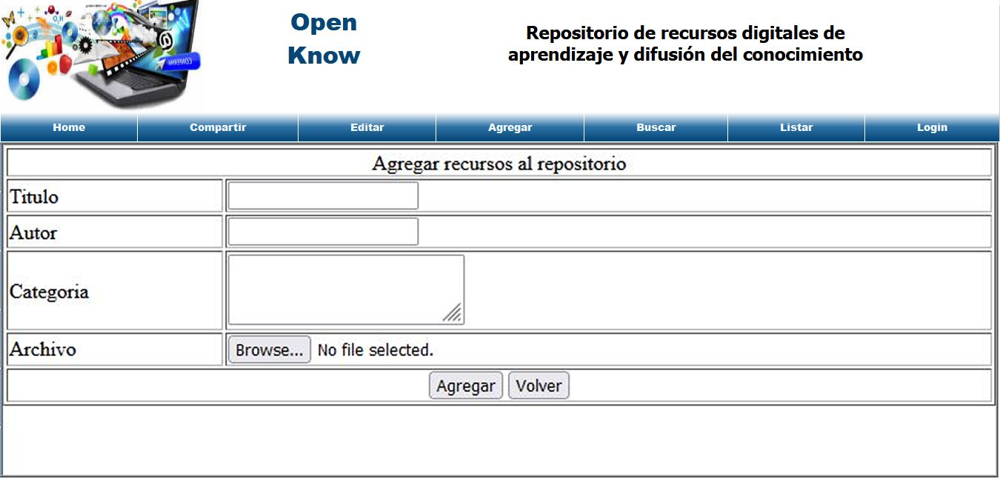 Open
Know
Repositorio de recursos digitales de
aprendizaje y difusión del conocimiento
Home Compartir Editar Agregar Buscar Listar Login
Agregar recursos al repositorio
Titulo
Autor
Categoria
Archivo Browse... No file selected.
Agregar Volver